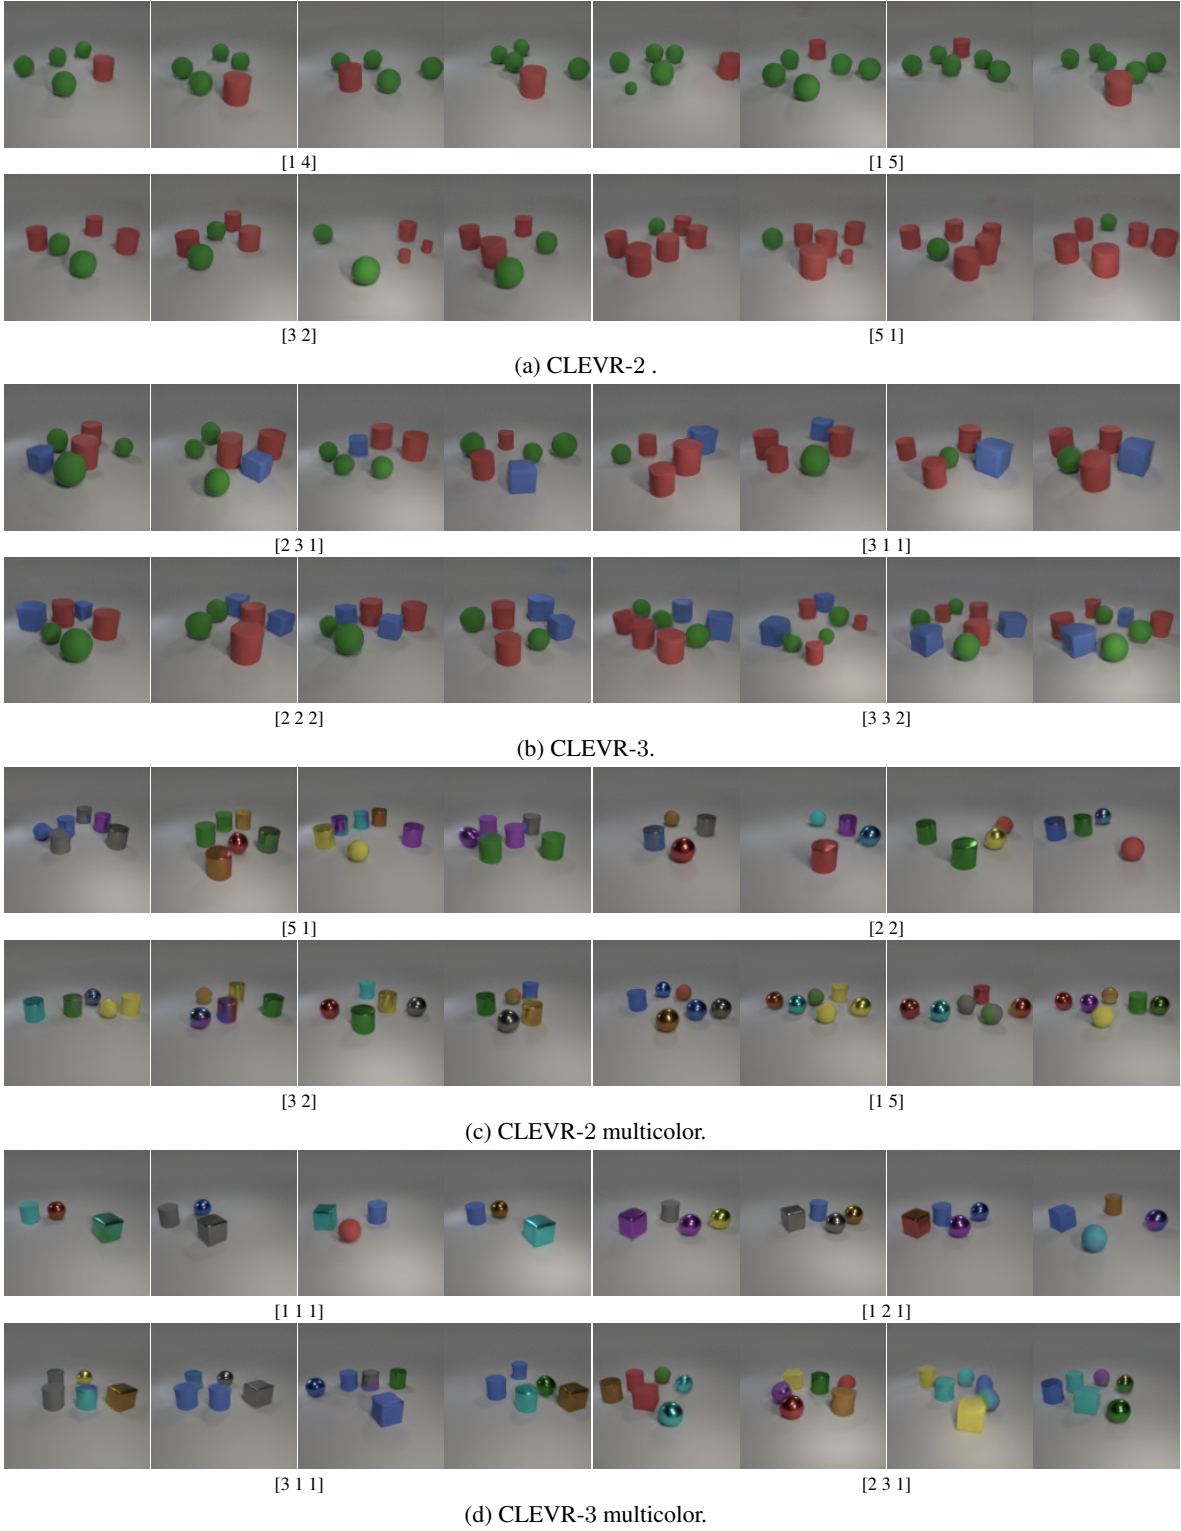 [1 4]
[1 5]
[3 2]
[5 1]
(a) CLEVR-2 .
[2 3 1]
[3 1 1]
[2 2 2]
[3 3 2]
(b) CLEVR-3.
[5 1]
[2 2]
[3 2]
[1 5]
(c) CLEVR-2 multicolor.
[1 1 1]
[1 2 1]
[3 1 1]
[2 3 1]
(d) CLEVR-3 multicolor.